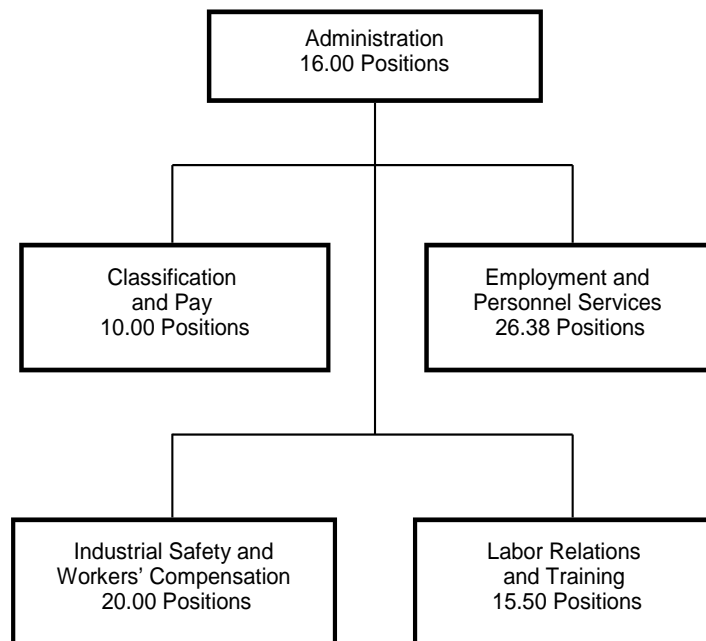 Administration
16.00 Positions
Classification
and Pay
10.00 Positions
Employment and
Personnel Services
26.38 Positions
Industrial Safety and
Workers’ Compensation
20.00 Positions
Labor Relations
and Training
15.50 Positions